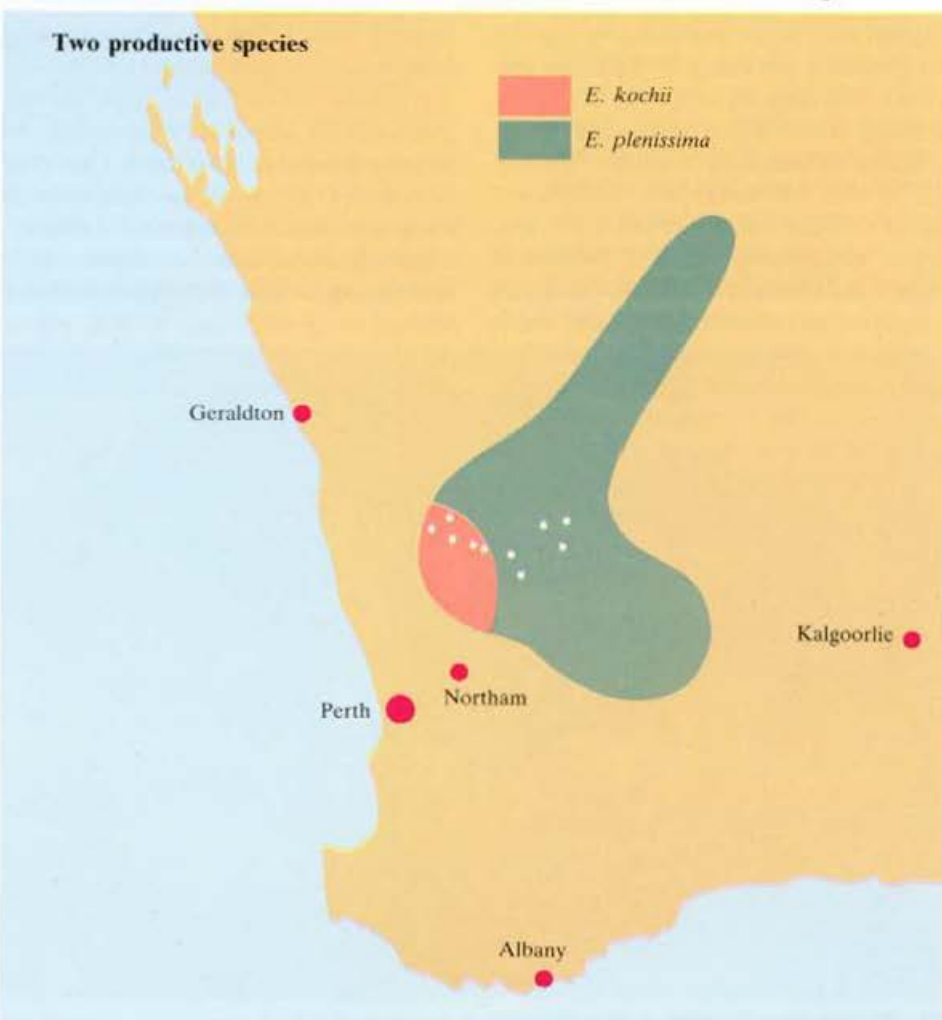 Two productive species
E. kochii
E. plenissima
Geraldton
Kalgoorlie
Northam
Perth
Albany